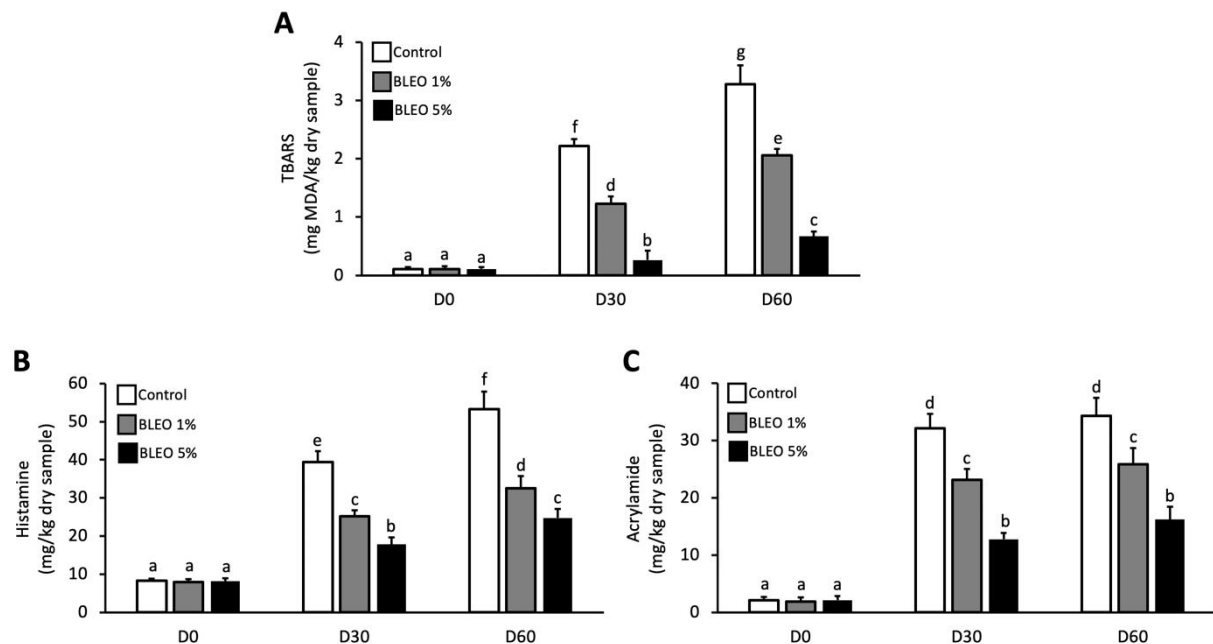 A
TBARS
(mg MDA/kg dry sample)
4
3
2
1
0
Control
BLEO 1%
BLEO 5%
a a a
f
d
b
g
e
c
D0 D30 D60
B
Histamine
(mg/kg dry sample)
60
50
40
30
20
10
0
Control
BLEO 1%
BLEO 5%
a a a
e
c
b
f
d
c
D0 D30 D60
C
Acrylamide
(mg/kg dry sample)
40
30
20
10
0
Control
BLEO 1%
BLEO 5%
a a a
d
c
b
d
c
b
D0 D30 D60